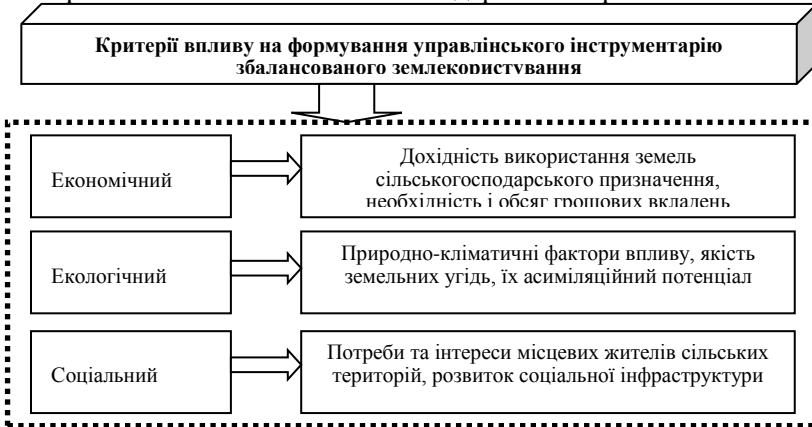 Критерії впливу на формування управлінського інструментарію
збалансованого землекористування
Економічний
Дохідність використання земель
сільськогосподарського призначення,
необхідність і обсяг грошових вкладень
Екологічний
Природно-кліматичні фактори впливу, якість
земельних угідь, їх асиміляційний потенціал
Соціальний
Потреби та інтереси місцевих жителів сільських
територій, розвиток соціальної інфраструктури